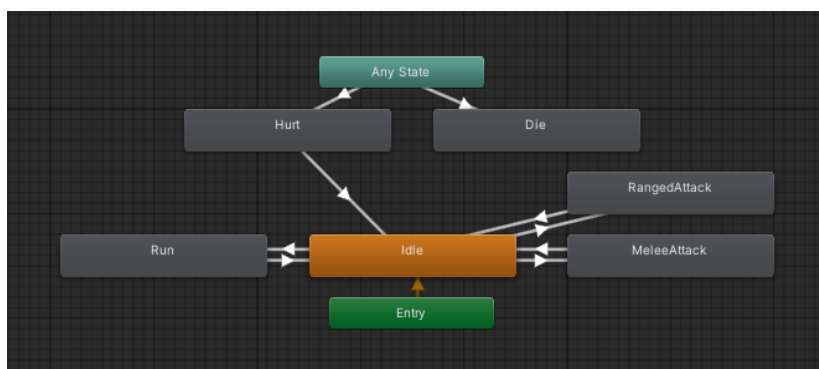 Any State
Hurt
Die
RangedAttack
Run
Idle
MeleeAttack
Entry